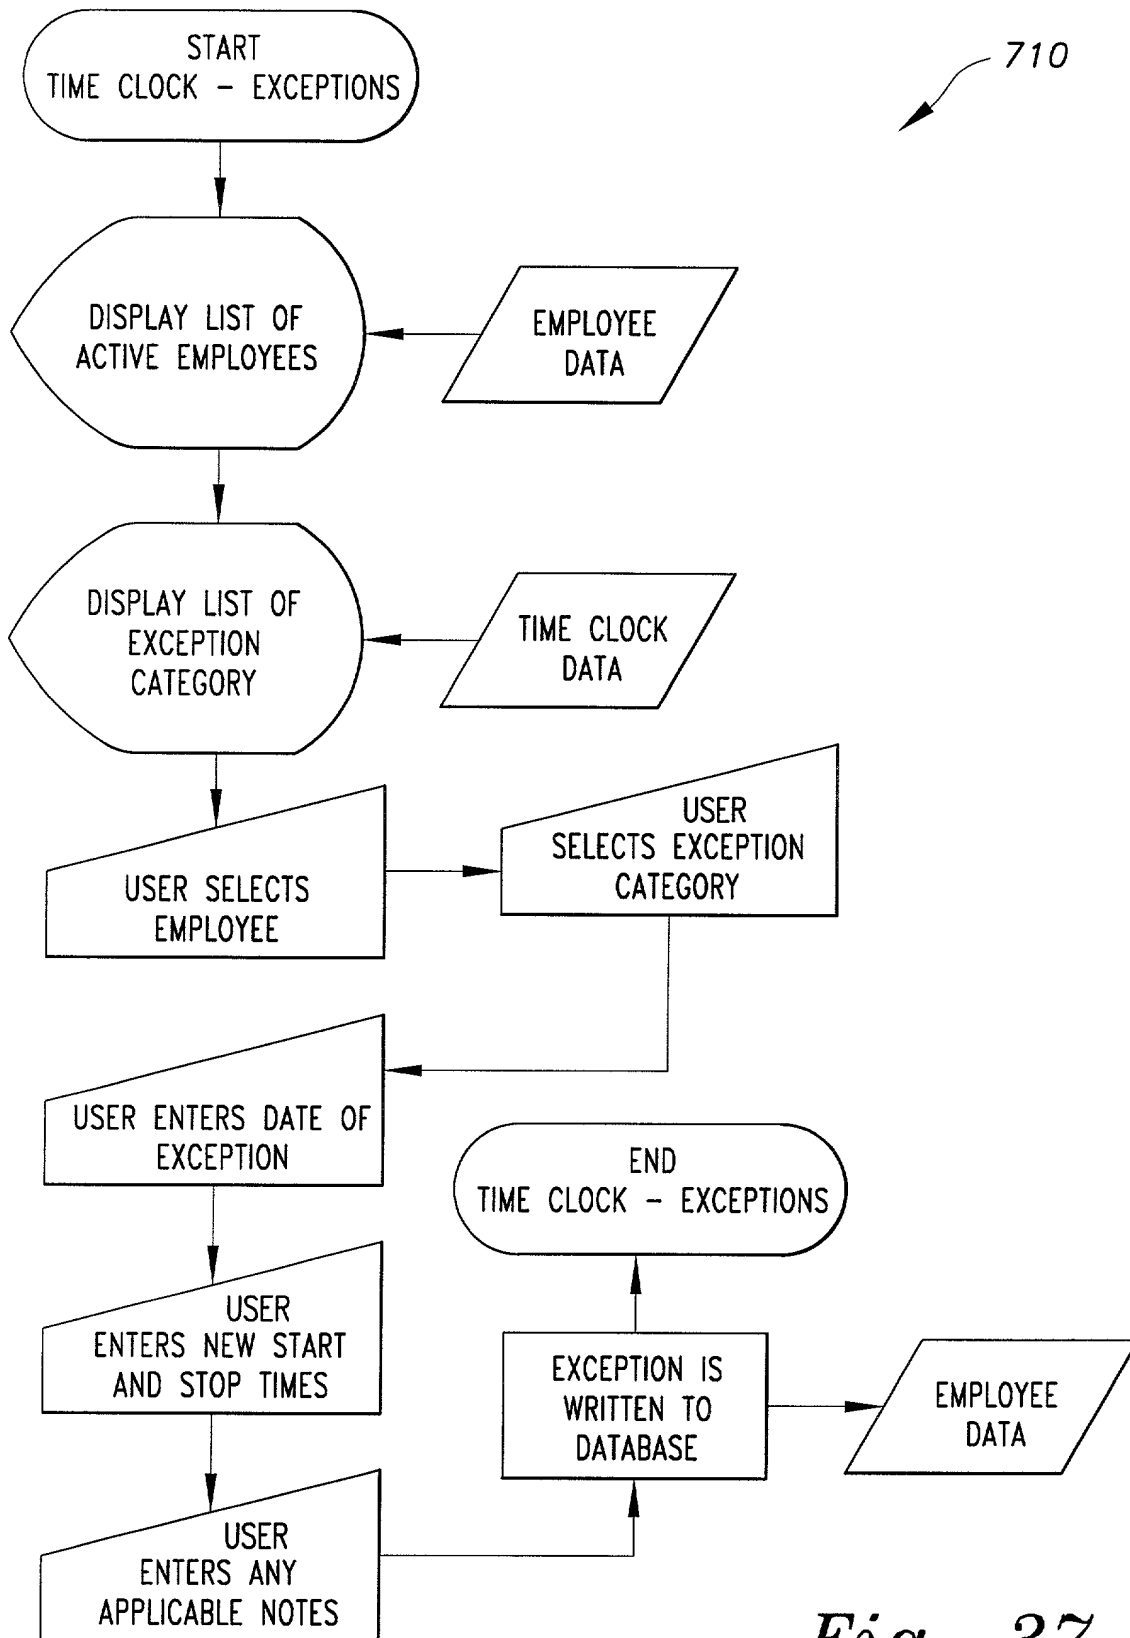 START
TIME CLOCK – EXCEPTIONS
710
DISPLAY LIST OF
ACTIVE EMPLOYEES
EMPLOYEE
DATA
DISPLAY LIST OF
EXCEPTION
CATEGORY
TIME CLOCK
DATA
USER SELECTS
EMPLOYEE
USER
SELECTS EXCEPTION
CATEGORY
USER ENTERS DATE OF
EXCEPTION
USER
ENTERS NEW START
AND STOP TIMES
USER
ENTERS ANY
APPLICABLE NOTES
EXCEPTION IS
WRITTEN TO
DATABASE
EMPLOYEE
DATA
END
TIME CLOCK – EXCEPTIONS
Fig. 37